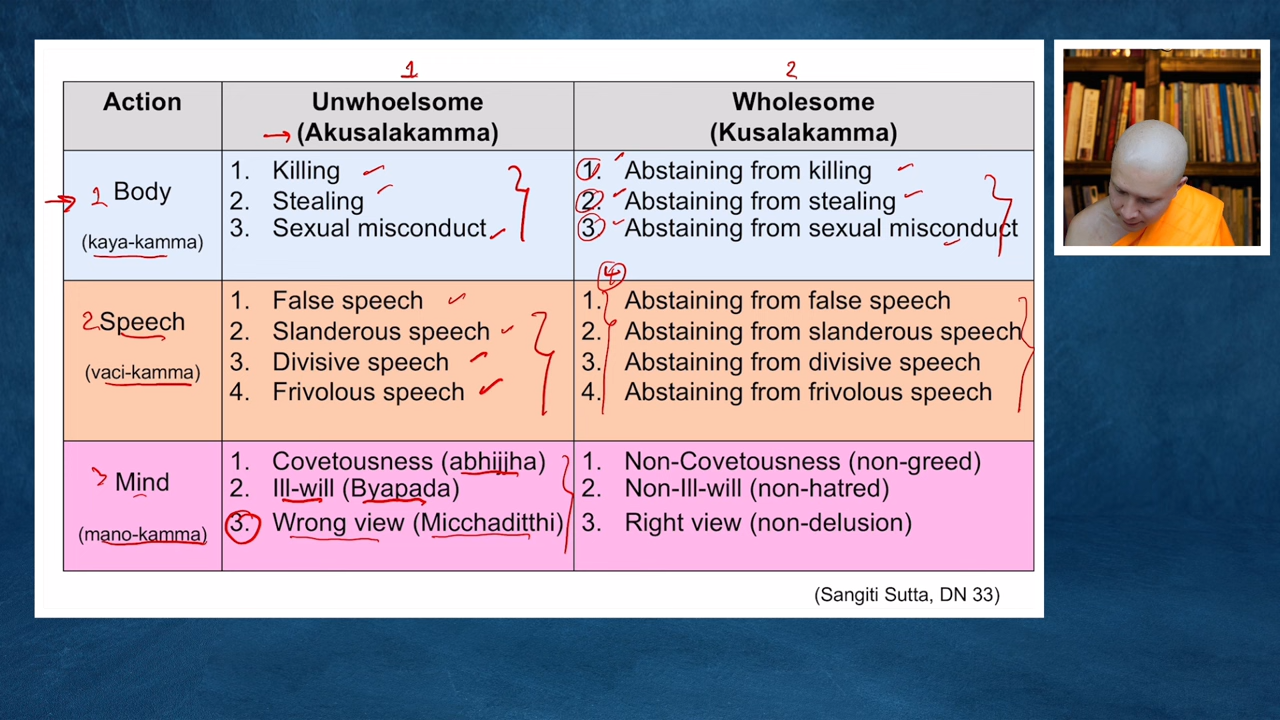 1 2
Action Unwhoelsome Wholesome
→ (Akusalakamma) (Kusalakamma)
1 Body
(kaya-kamma)
1. Killing
2. Stealing
3. Sexual misconduct
1. Abstaining from killing
2. Abstaining from stealing
3. Abstaining from sexual misconduct
4
2 Speech
(vaci-kamma)
1. False speech
2. Slanderous speech
3. Divisive speech
4. Frivolous speech
1. Abstaining from false speech
2. Abstaining from slanderous speech
3. Abstaining from divisive speech
4. Abstaining from frivolous speech
3 Mind
(mano-kamma)
1. Covetousness (abhijjha)
2. Ill-will (Byapada)
3. Wrong view (Micchaditthi)
1. Non-Covetousness (non-greed)
2. Non-Ill-will (non-hatred)
3. Right view (non-delusion)
(Sangiti Sutta, DN 33)